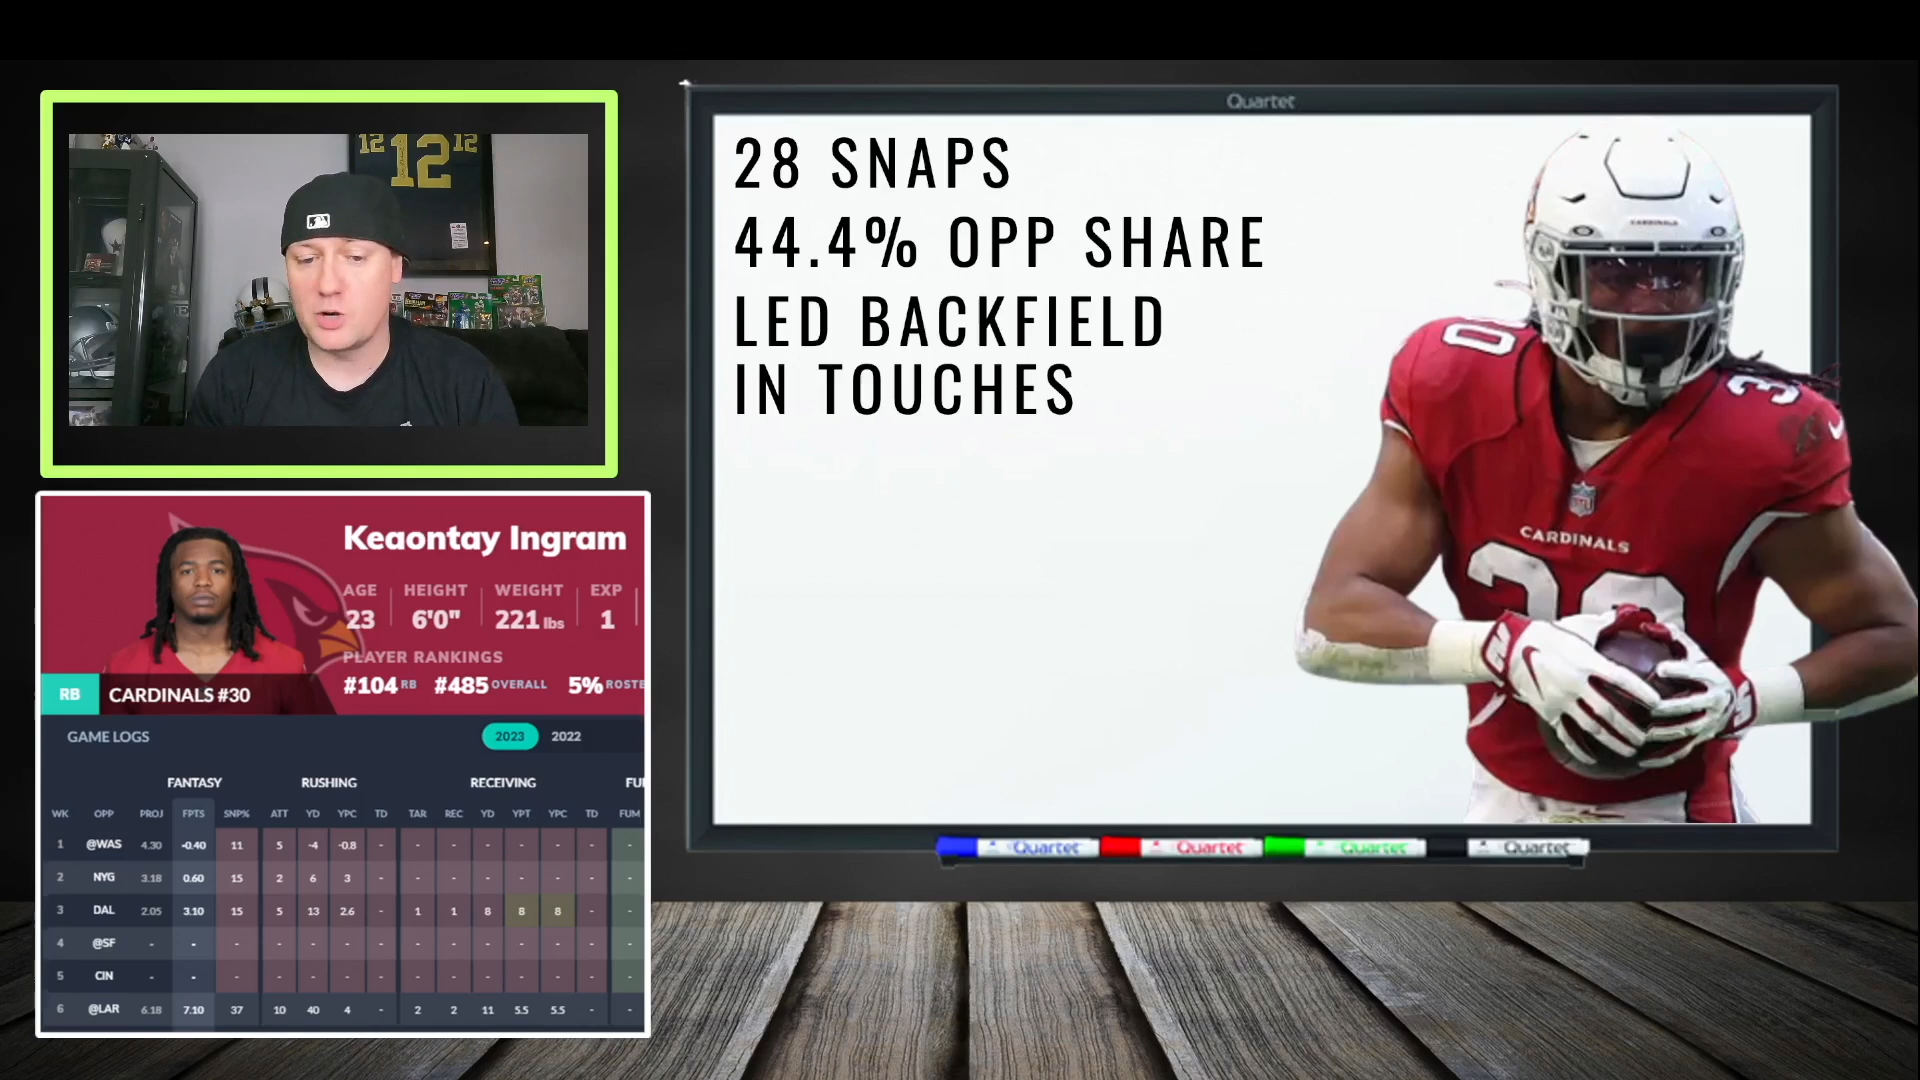 Quartet
28 SNAPS
44.4% OPP SHARE
LED BACKFIELD
IN TOUCHES
12 12 12
CARDINALS
30
CARDINALS
Keaontay Ingram
AGE HEIGHT WEIGHT EXP
23 6'0" 221 lbs 1
PLAYER RANKINGS
#104 RB #485 OVERALL 5% ROSTE
RB CARDINALS #30
GAME LOGS 2023 2022
FANTASY RUSHING RECEIVING FU
WK OPP PROJ FPTS SNP% ATT YD YPC TD TAR REC YD YPT YPC TD FUM
1 @WAS 4.30 -0.40 11 5 -4 -0.8 - - - - - - - -
2 NYG 3.18 0.60 15 2 6 3 - - - - - - - -
3 DAL 2.05 3.10 15 5 13 2.6 - 1 1 8 8 8 - -
4 @SF - - - - - - - - - - - - - -
5 CIN - - - - - - - - - - - - - -
6 @LAR 6.18 7.10 37 10 40 4 - 2 2 11 5.5 5.5 - -
Quartet Quartet Quartet Quartet